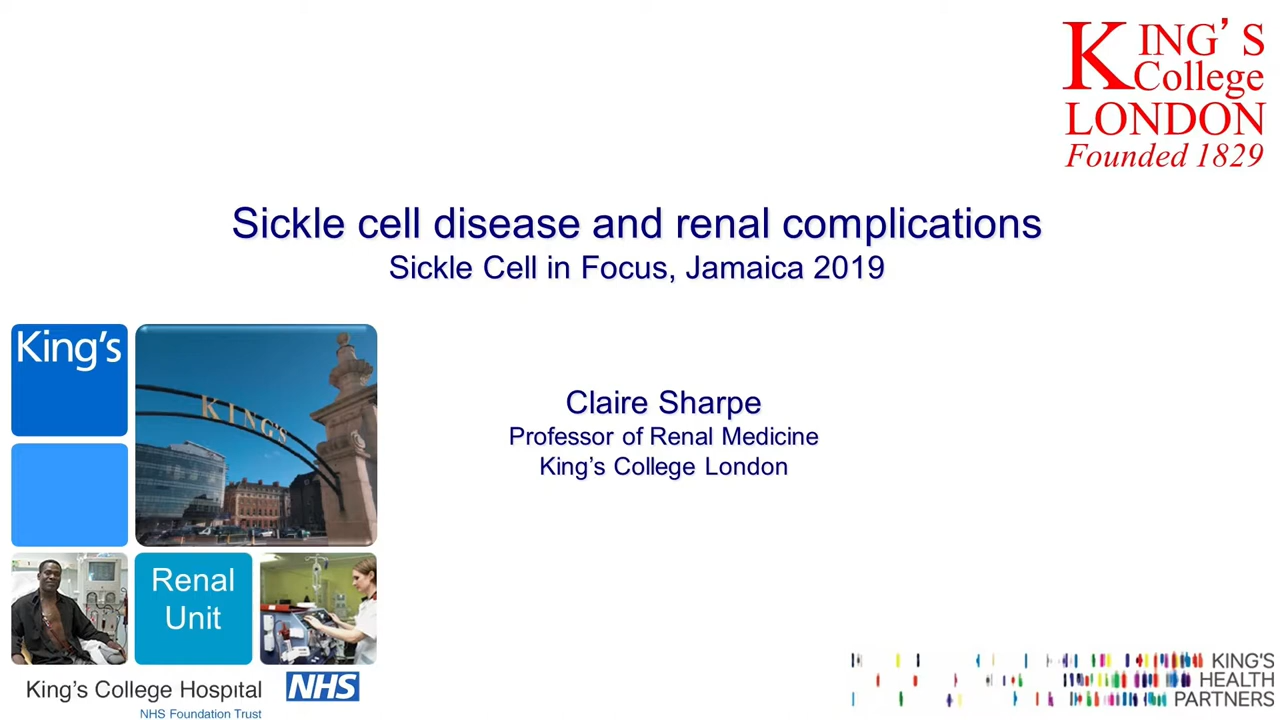 KING'S
College
LONDON
Founded 1829
Sickle cell disease and renal complications
Sickle Cell in Focus, Jamaica 2019
King's
KING'S
Claire Sharpe
Professor of Renal Medicine
King's College London
Renal
Unit
King's College Hospital
NHS
NHS Foundation Trust
KING'S
HEALTH
PARTNERS